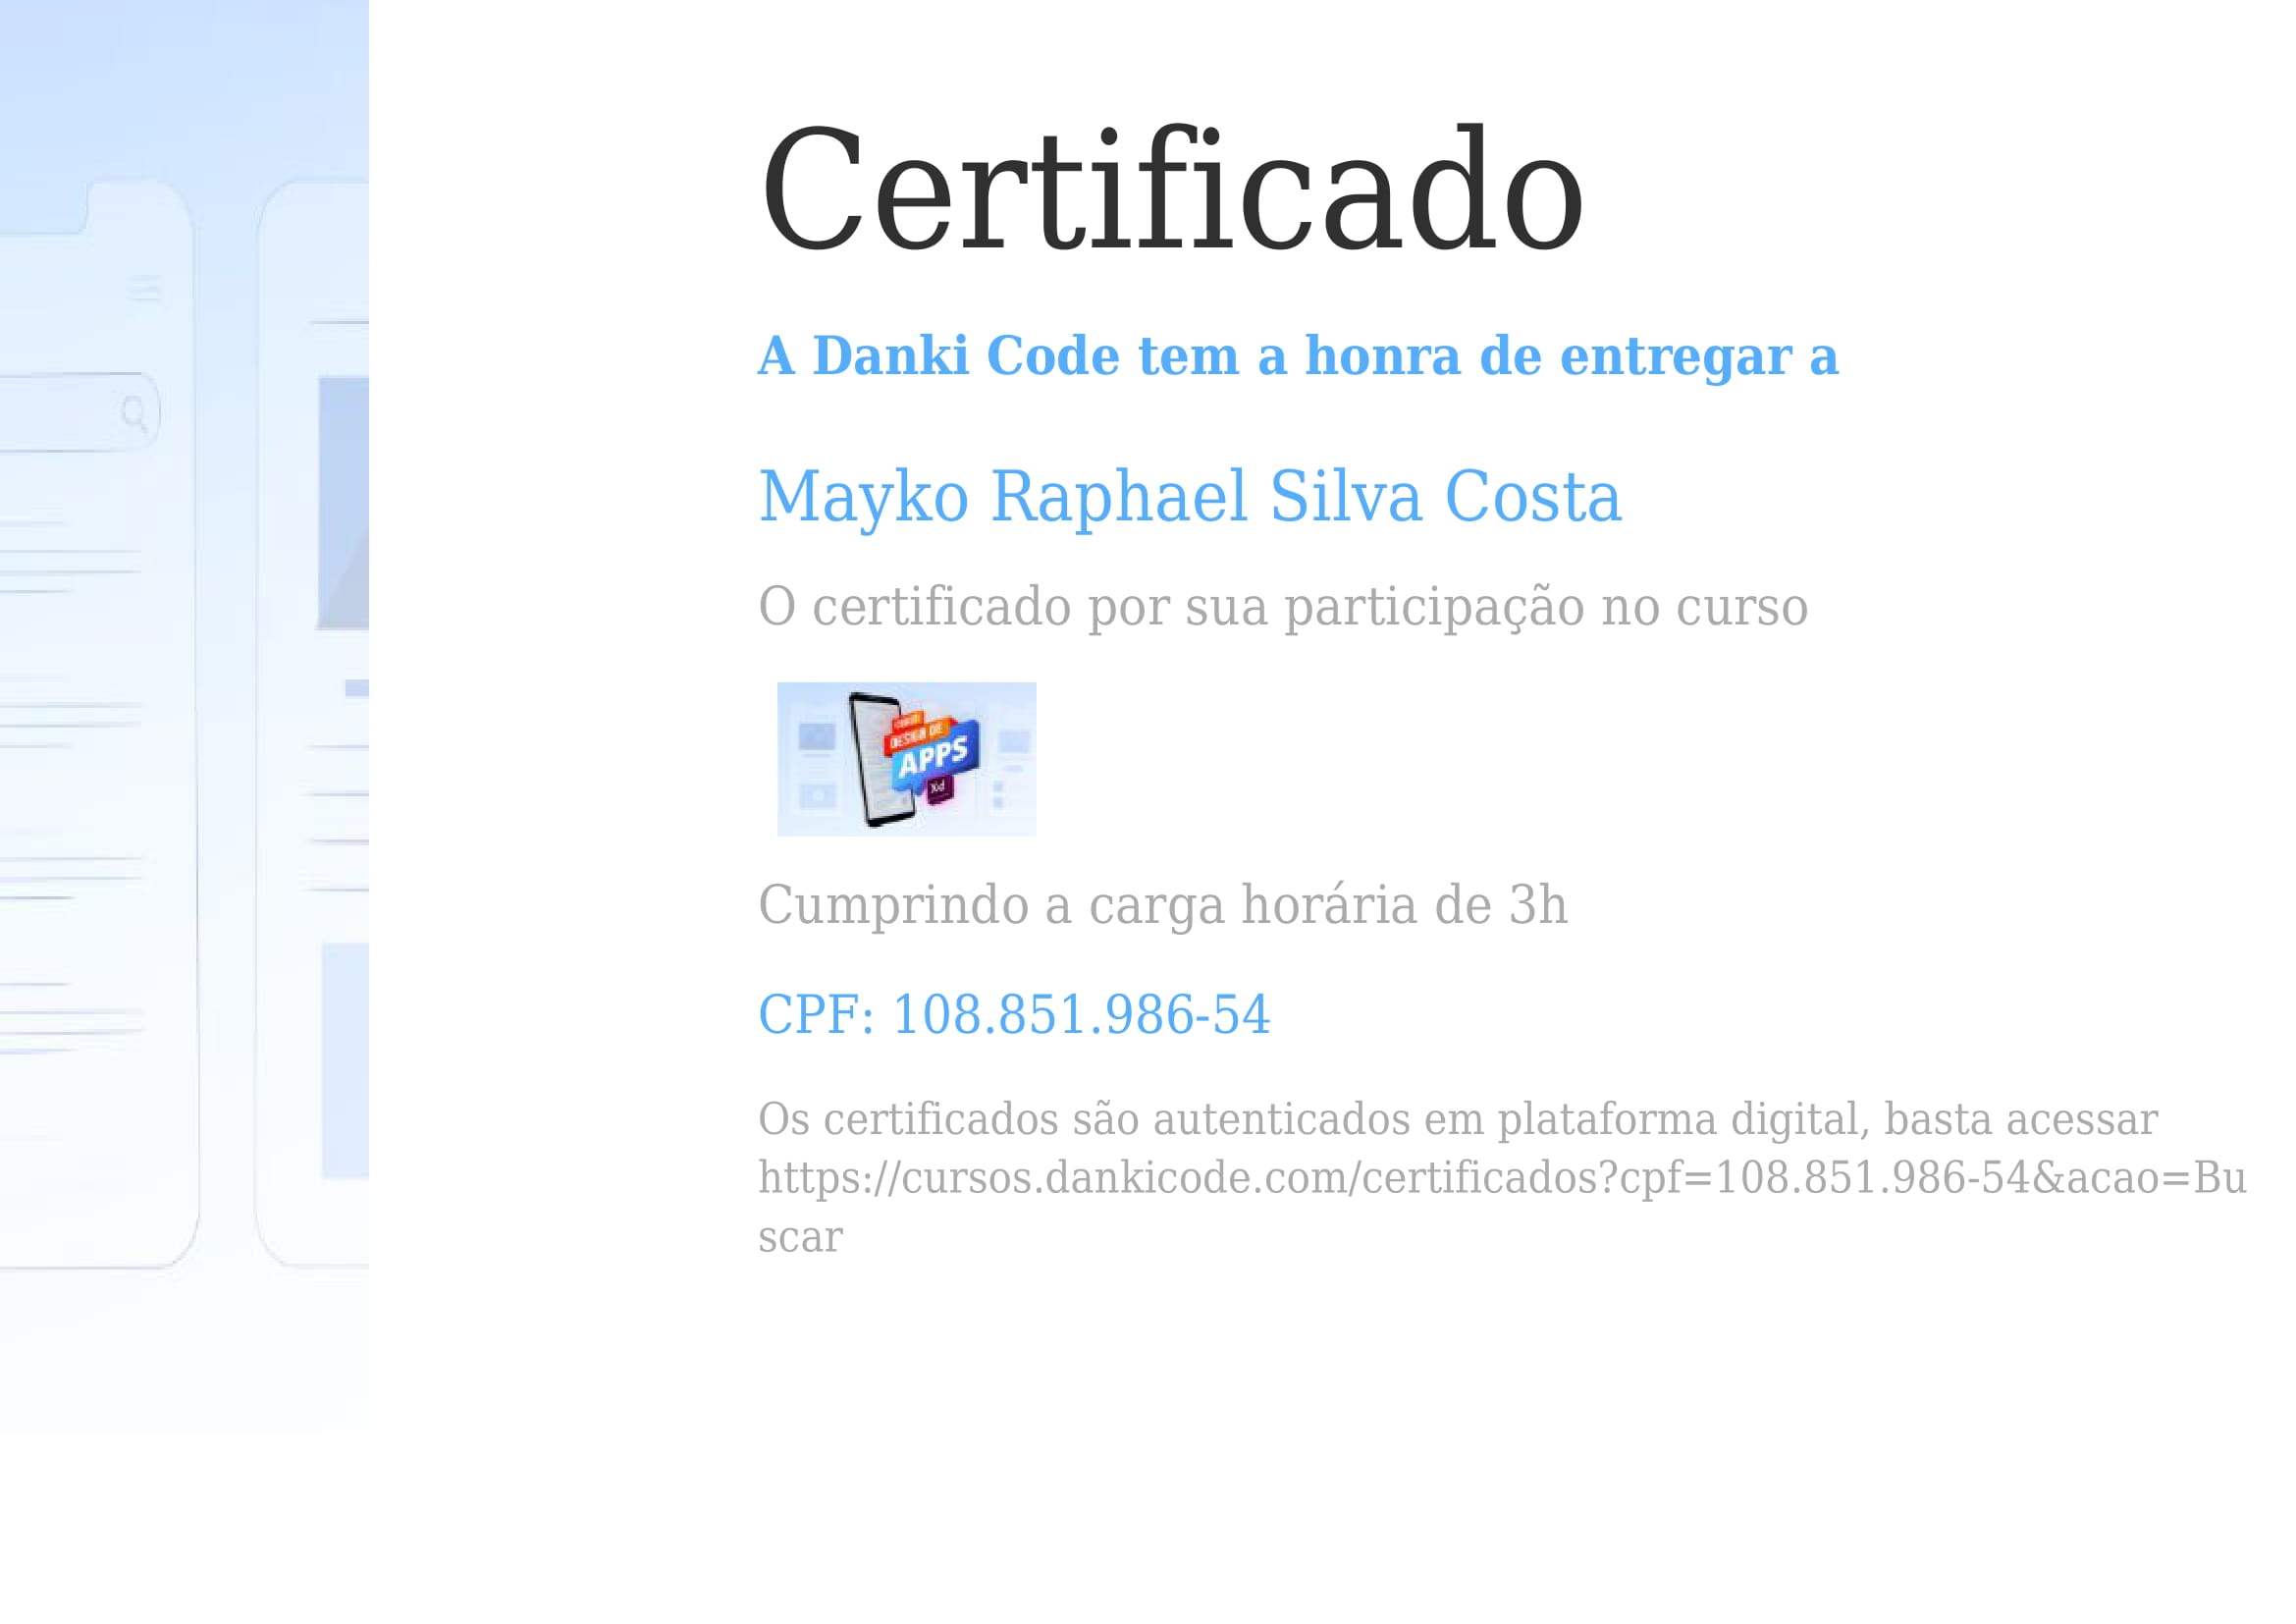 Certificado
A Danki Code tem a honra de entregar a
Mayko Raphael Silva Costa
O certificado por sua participação no curso
DESIGN DE
APPS
Xd
Cumprindo a carga horária de 3h
CPF: 108.851.986-54
Os certificados são autenticados em plataforma digital, basta acessar
https://cursos.dankicode.com/certificados?cpf=108.851.986-54&acao=Bu
scar